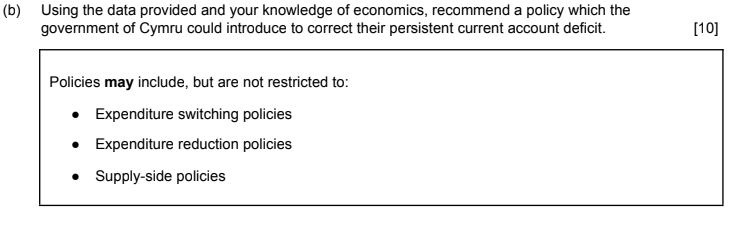 (b) Using the data provided and your knowledge of economics, recommend a policy which the
government of Cymru could introduce to correct their persistent current account deficit. [10]
Policies may include, but are not restricted to:
● Expenditure switching policies
● Expenditure reduction policies
● Supply-side policies